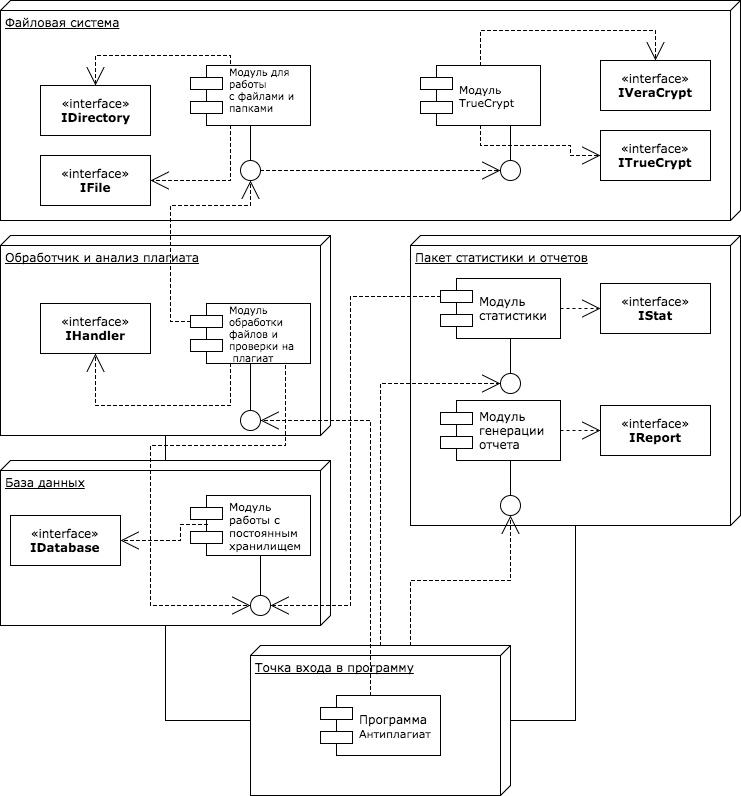 Файловая система
«interface»
IDirectory
«interface»
IFile
Модуль для
работы
с файлами и
папками
Модуль
TrueCrypt
«interface»
IVeraCrypt
«interface»
ITrueCrypt
Обработчик и анализ плагиата
«interface»
IHandler
Модуль
обработки
файлов и
проверки на
плагиат
Пакет статистики и отчетов
Модуль
статистики
«interface»
IStat
Модуль
генерации
отчета
«interface»
IReport
База данных
«interface»
IDatabase
Модуль
работы с
постоянным
хранилищем
Точка входа в программу
Программа
Антиплагиат